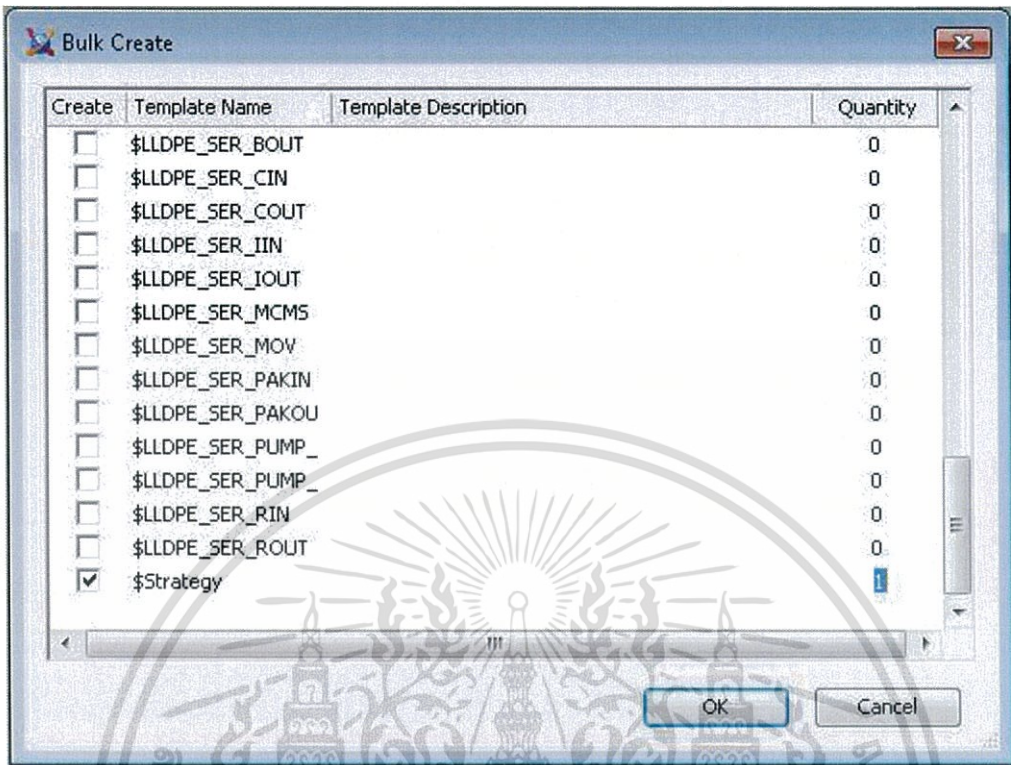 Bulk Create
Create Template Name Template Description Quantity
$LLDPE_SER_BOUT 0
$LLDPE_SER_CIN 0
$LLDPE_SER_COUT 0
$LLDPE_SER_IIN 0
$LLDPE_SER_IOUT 0
$LLDPE_SER_MCMS 0
$LLDPE_SER_MOV 0
$LLDPE_SER_PAKIN 0
$LLDPE_SER_PAKOU 0
$LLDPE_SER_PUMP_ 0
$LLDPE_SER_PUMP_ 0
$LLDPE_SER_RIN 0
$LLDPE_SER_ROUT 0
$Strategy 1
OK Cancel